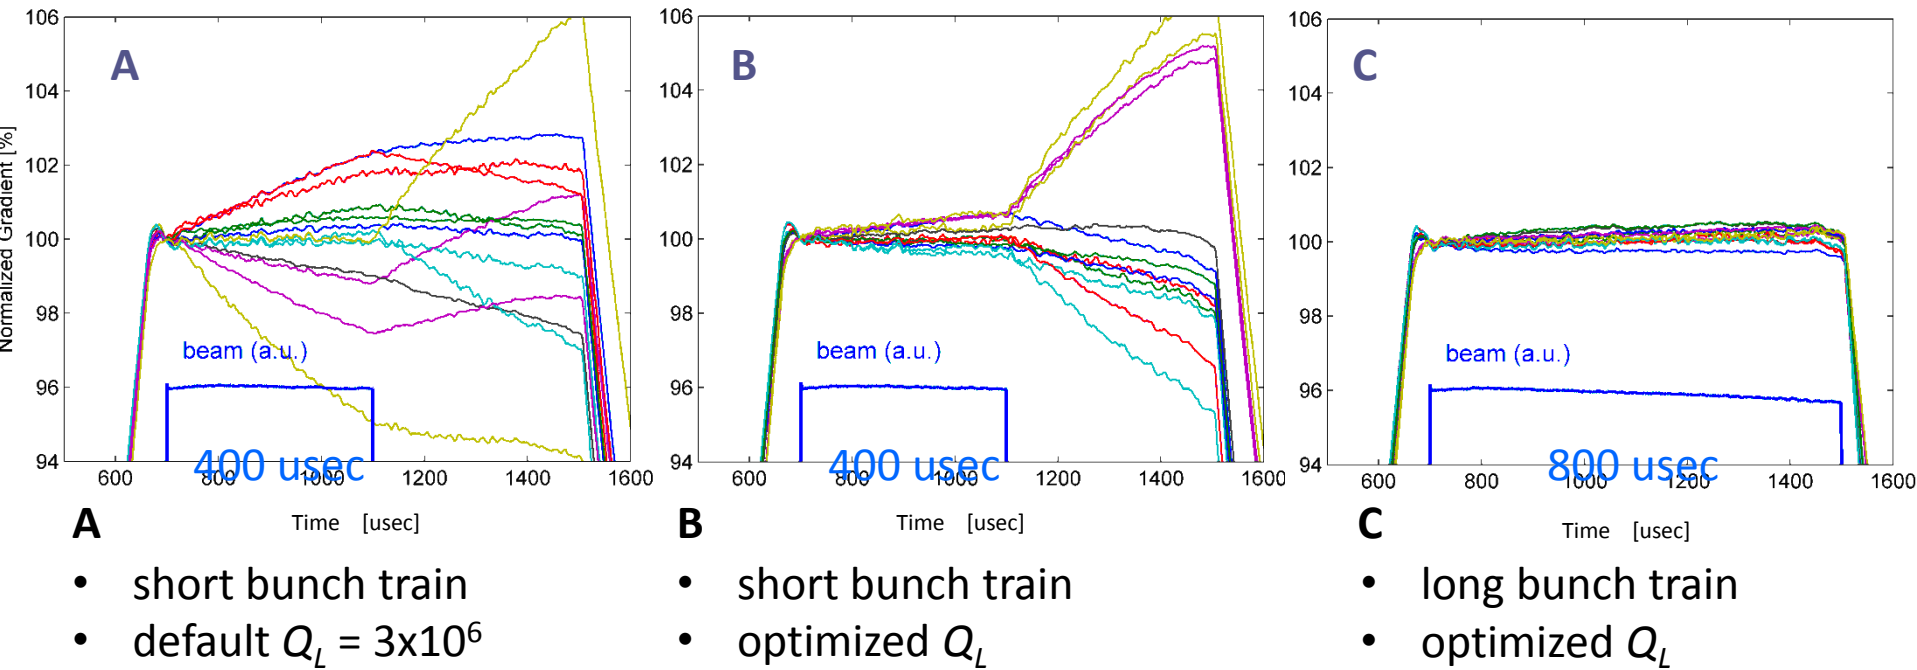 A
B
C
Normalized Gradient [%]
106
104
102
100
98
96
94
beam (a.u.)
400 usec
600
800
1000
1200
1400
1600
Time [usec]
106
104
102
100
98
96
94
beam (a.u.)
400 usec
600
800
1000
1200
1400
1600
Time [usec]
106
104
102
100
98
96
94
beam (a.u.)
800 usec
600
800
1000
1200
1400
1600
Time [usec]
A
• short bunch train
• default Q_L = 3x10⁶
B
• short bunch train
• optimized Q_L
C
• long bunch train
• optimized Q_L